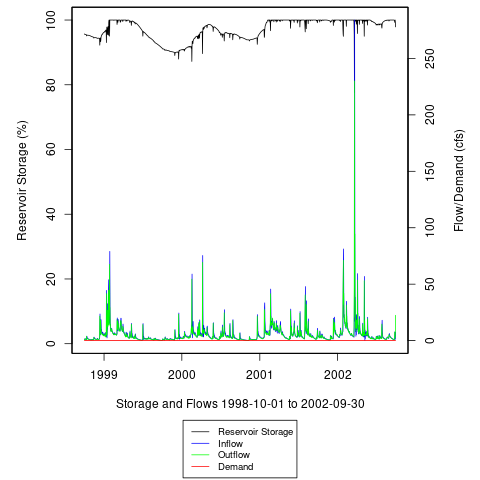 Reservoir Storage (%)
100
80
60
40
20
0
250
200
150
100
50
0
Flow/Demand (cfs)
1999 2000 2001 2002
Storage and Flows 1998-10-01 to 2002-09-30
Reservoir Storage
Inflow
Outflow
Demand